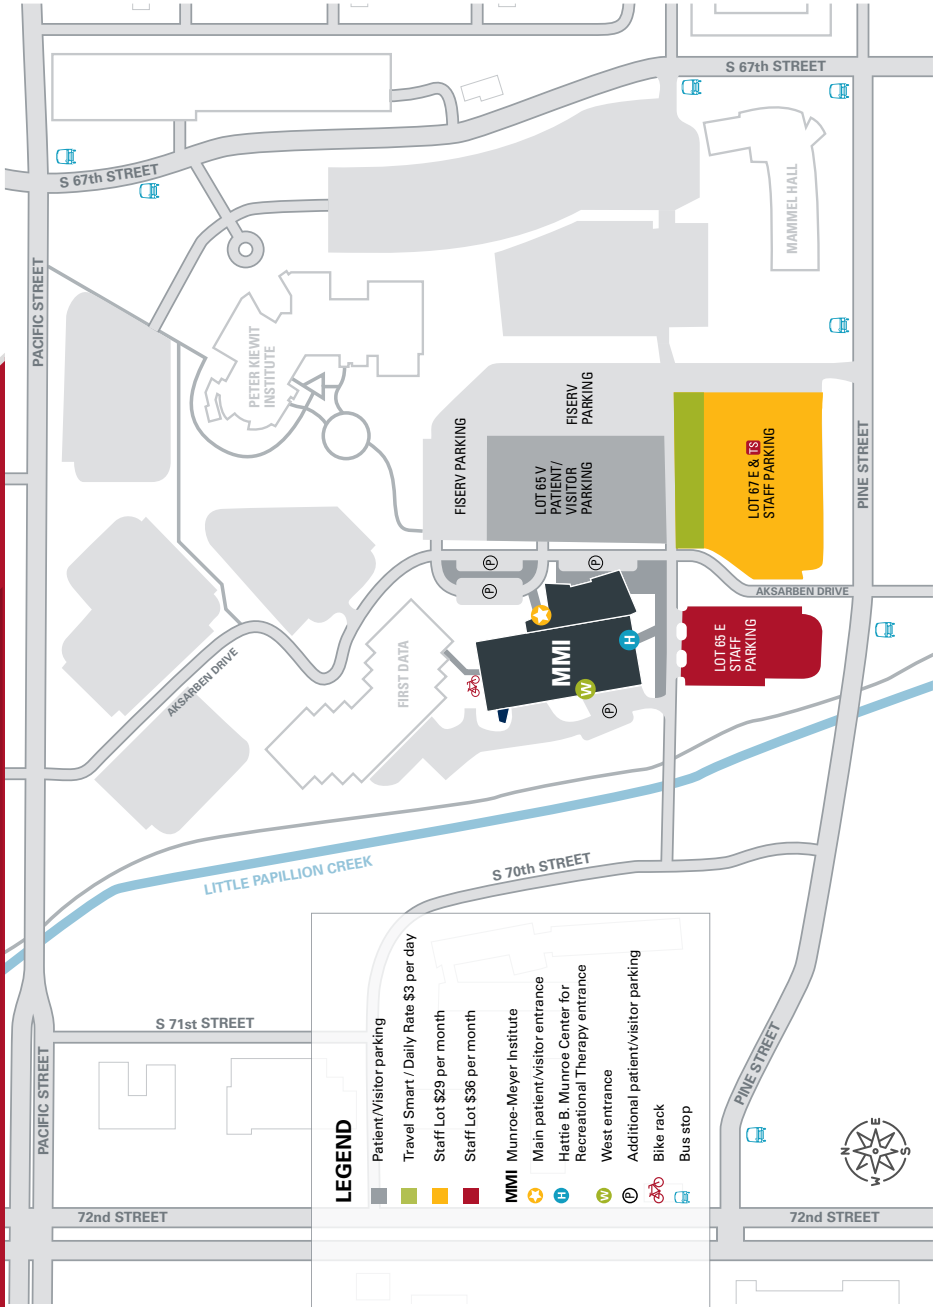 S 67th STREET
S 67th STREET
MAMMEL HALL
PACIFIC STREET
PETER KIEWIT
INSTITUTE
FISERV PARKING
FISERV
PARKING
LOT 65 V
PATIENT/
VISITOR
PARKING
LOT 67 E & TS
STAFF PARKING
PINE STREET
P
P
P
AKSARBEN DRIVE
AKSARBEN DRIVE
FIRST DATA
MMI
H
W
P
LOT 65 E
STAFF
PARKING
LITTLE PAPILLION CREEK
S 70th STREET
S 71st STREET
PACIFIC STREET
PINE STREET
72nd STREET
72nd STREET
LEGEND
Patient/Visitor parking
Travel Smart / Daily Rate $3 per day
Staff Lot $29 per month
Staff Lot $36 per month
MMI Munroe-Meyer Institute
Main patient/visitor entrance
H Hattie B. Munroe Center for
Recreational Therapy entrance
W West entrance
P Additional patient/visitor parking
Bike rack
Bus stop
N
E
S
W